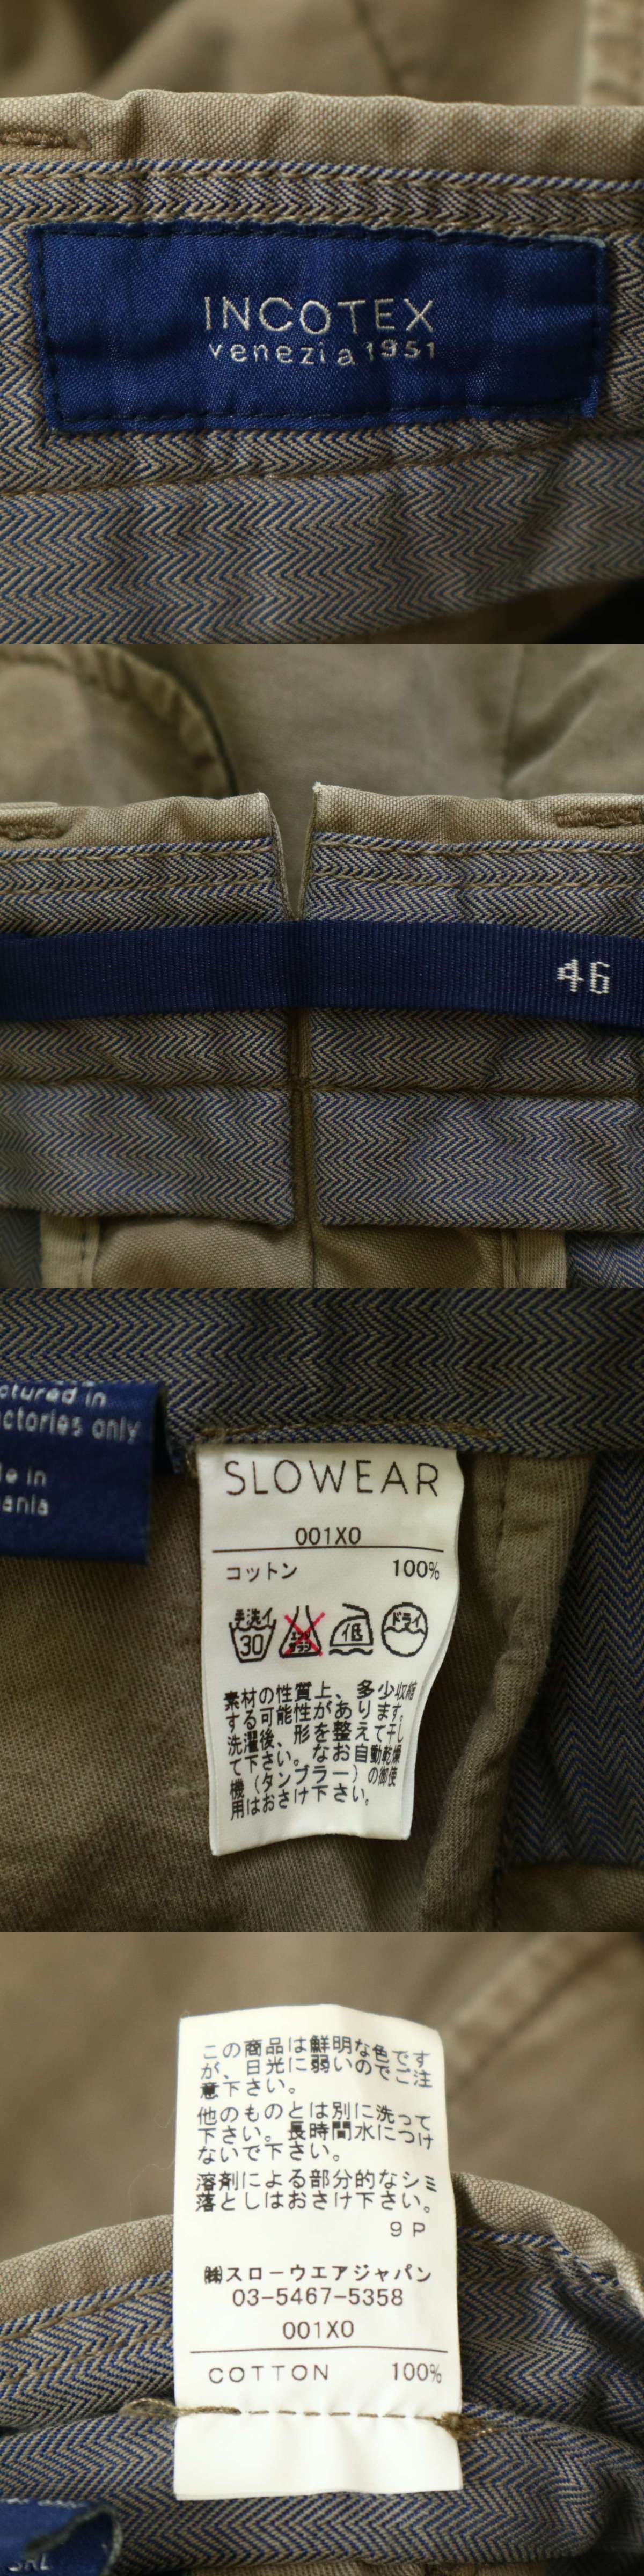 INCOTEX
venezia 1951
46
ctured in
ctories only
e in
ania
SLOWEAR
001X0
コットン 100%
手洗イ
30
エンソ
サラシ
低
ドライ
素材の性質上、多少収縮
する可能性があります。
洗濯後、形を整えて干し
て下さい。なお自動乾燥
機（タンブラー）の御使
用はおさけ下さい。
この商品は鮮明な色です
が、日光に弱いのでご注
意下さい。
他のものとは別に洗って
下さい。長時間水につけ
ないで下さい。
溶剤による部分的なシミ
落としはおさけ下さい。
9P
㈱スローウエアジャパン
03-5467-5358
001X0
COTTON 100%
SRL